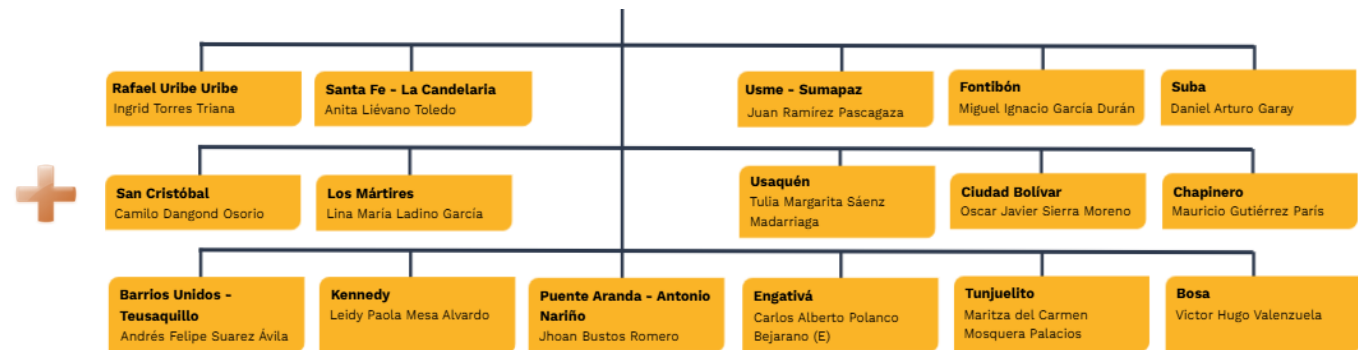 Rafael Uribe Uribe
Ingrid Torres Triana
Santa Fe - La Candelaria
Anita Liévano Toledo
Usme - Sumapaz
Juan Ramírez Pascagaza
Fontibón
Miguel Ignacio García Durán
Suba
Daniel Arturo Garay
San Cristóbal
Camilo Dangond Osorio
Los Mártires
Lina María Ladino García
Usaquén
Tulia Margarita Sáenz
Madarriaga
Ciudad Bolívar
Oscar Javier Sierra Moreno
Chapinero
Mauricio Gutiérrez París
Barrios Unidos -
Teusaquillo
Andrés Felipe Suarez Ávila
Kennedy
Leidy Paola Mesa Alvardo
Puente Aranda - Antonio
Nariño
Jhoan Bustos Romero
Engativá
Carlos Alberto Polanco
Bejarano (E)
Tunjuelito
Maritza del Carmen
Mosquera Palacios
Bosa
Victor Hugo Valenzuela